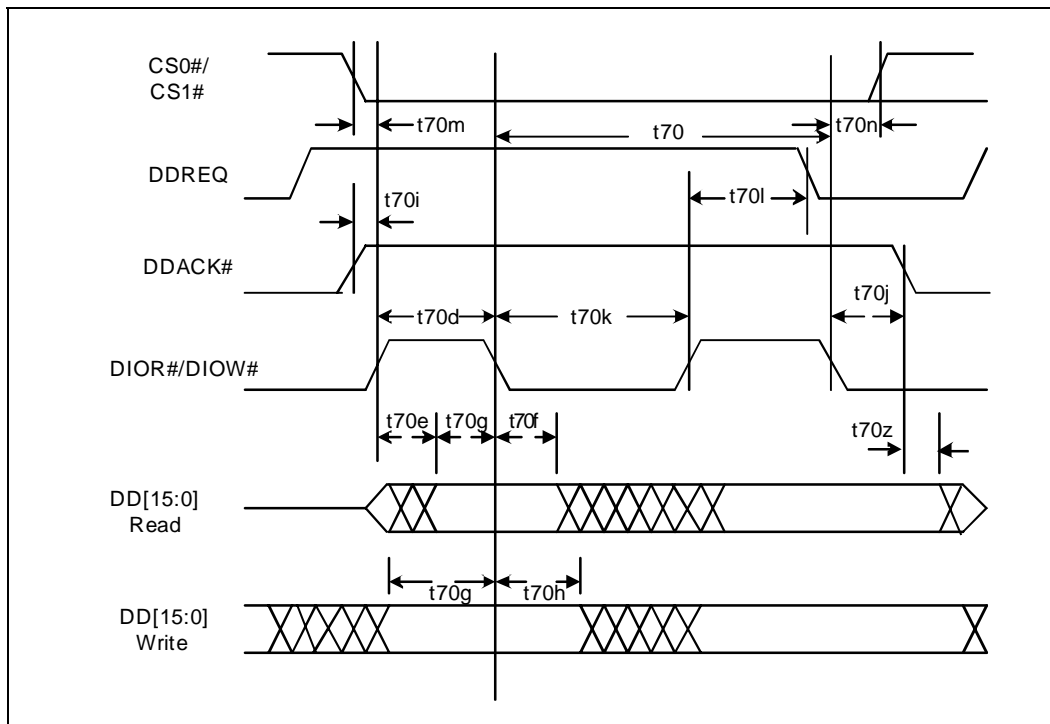 CS0#/
CS1#
t70m
t70
t70n
DDREQ
t70i
t70l
DDACK#
t70d
t70k
t70j
DIOR#/DIOW#
t70e
t70g
t70f
t70z
DD[15:0]
Read
t70g
t70h
DD[15:0]
Write